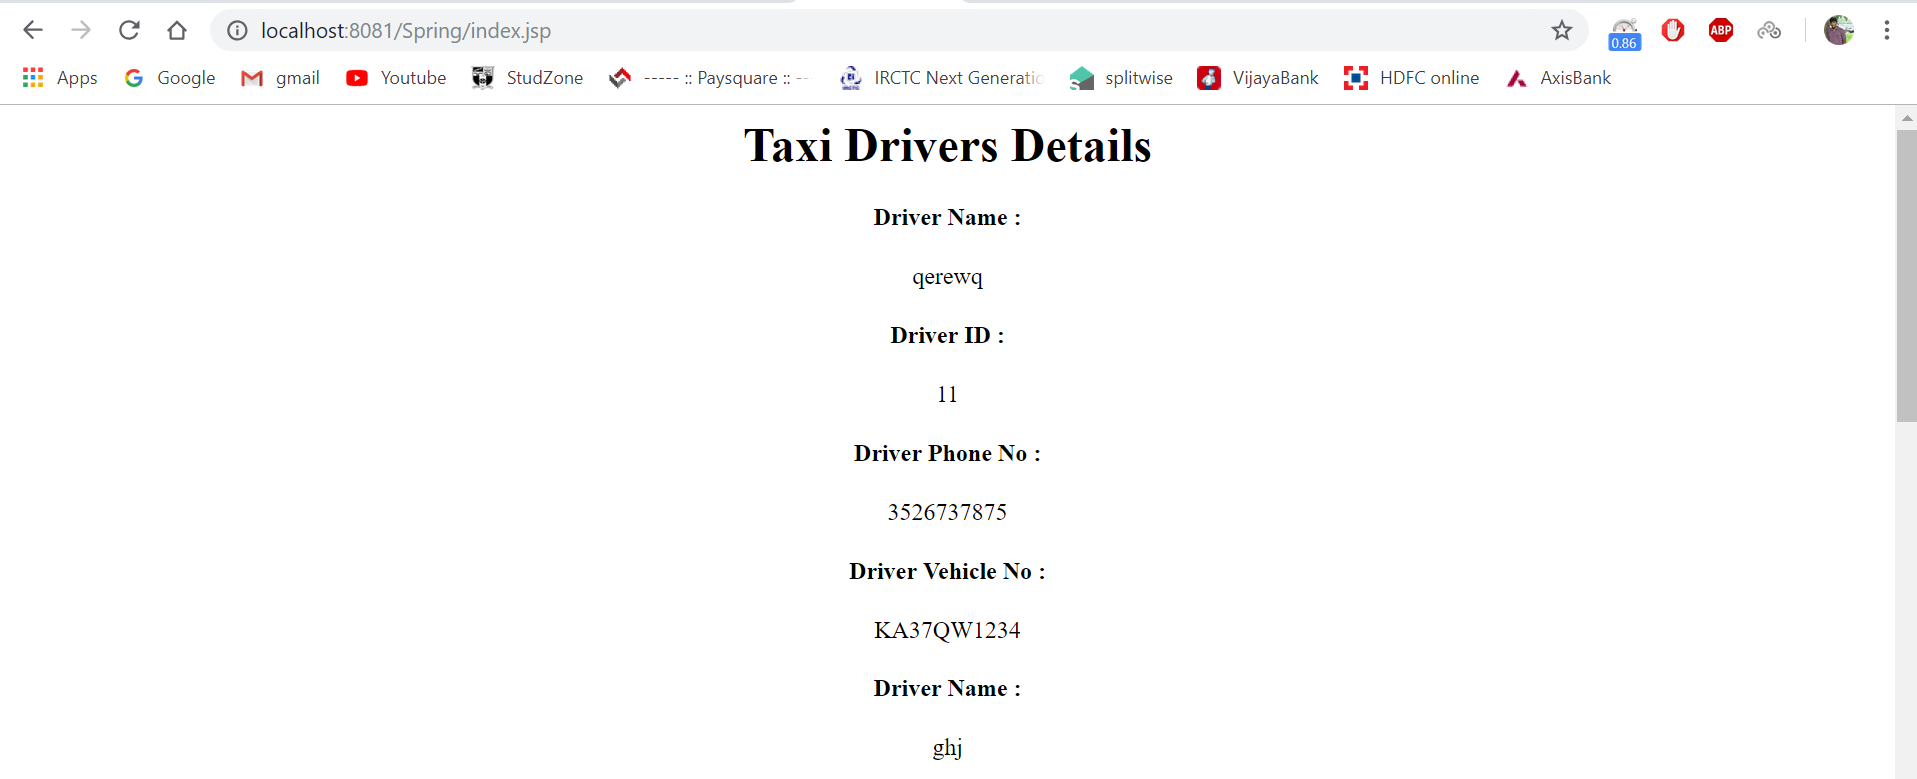 localhost:8081/Spring/index.jsp
0.86
ABP
Apps Google gmail Youtube StudZone ----- :: Paysquare :: -- IRCTC Next Generatio splitwise VijayaBank HDFC online AxisBank
Taxi Drivers Details
Driver Name :
qerewq
Driver ID :
11
Driver Phone No :
3526737875
Driver Vehicle No :
KA37QW1234
Driver Name :
ghj